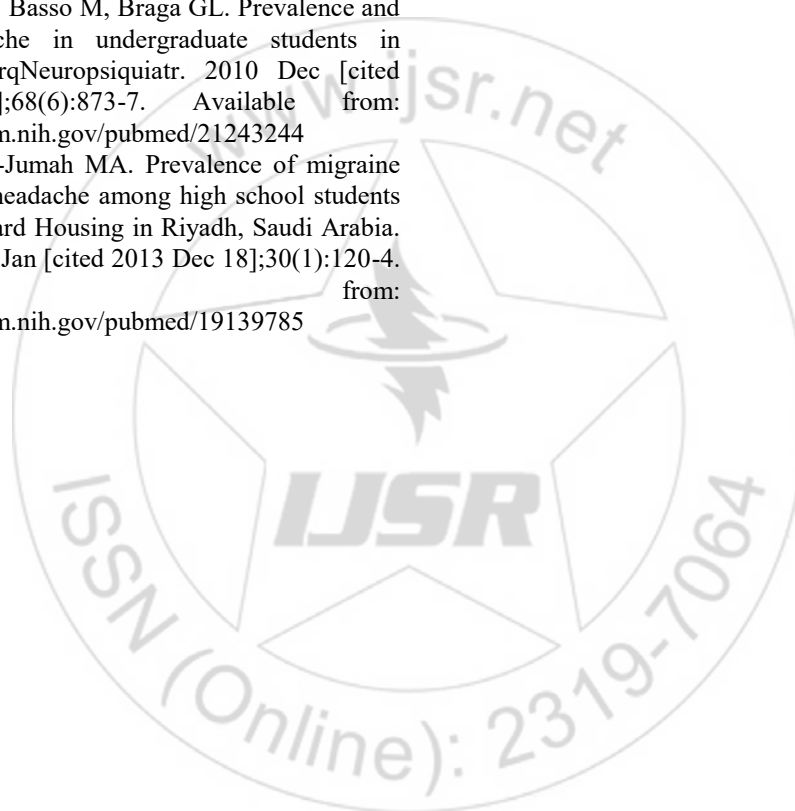 Basso M, Braga GL. Prevalence and
che in undergraduate students in
rqNeuropsiquiatr. 2010 Dec [cited
];68(6):873-7. Available from:
m.nih.gov/pubmed/21243244
-Jumah MA. Prevalence of migraine
headache among high school students
ard Housing in Riyadh, Saudi Arabia.
Jan [cited 2013 Dec 18];30(1):120-4.
from:
m.nih.gov/pubmed/19139785
www.ijsr.net
IJSR
ISSN (Online): 2319-7064